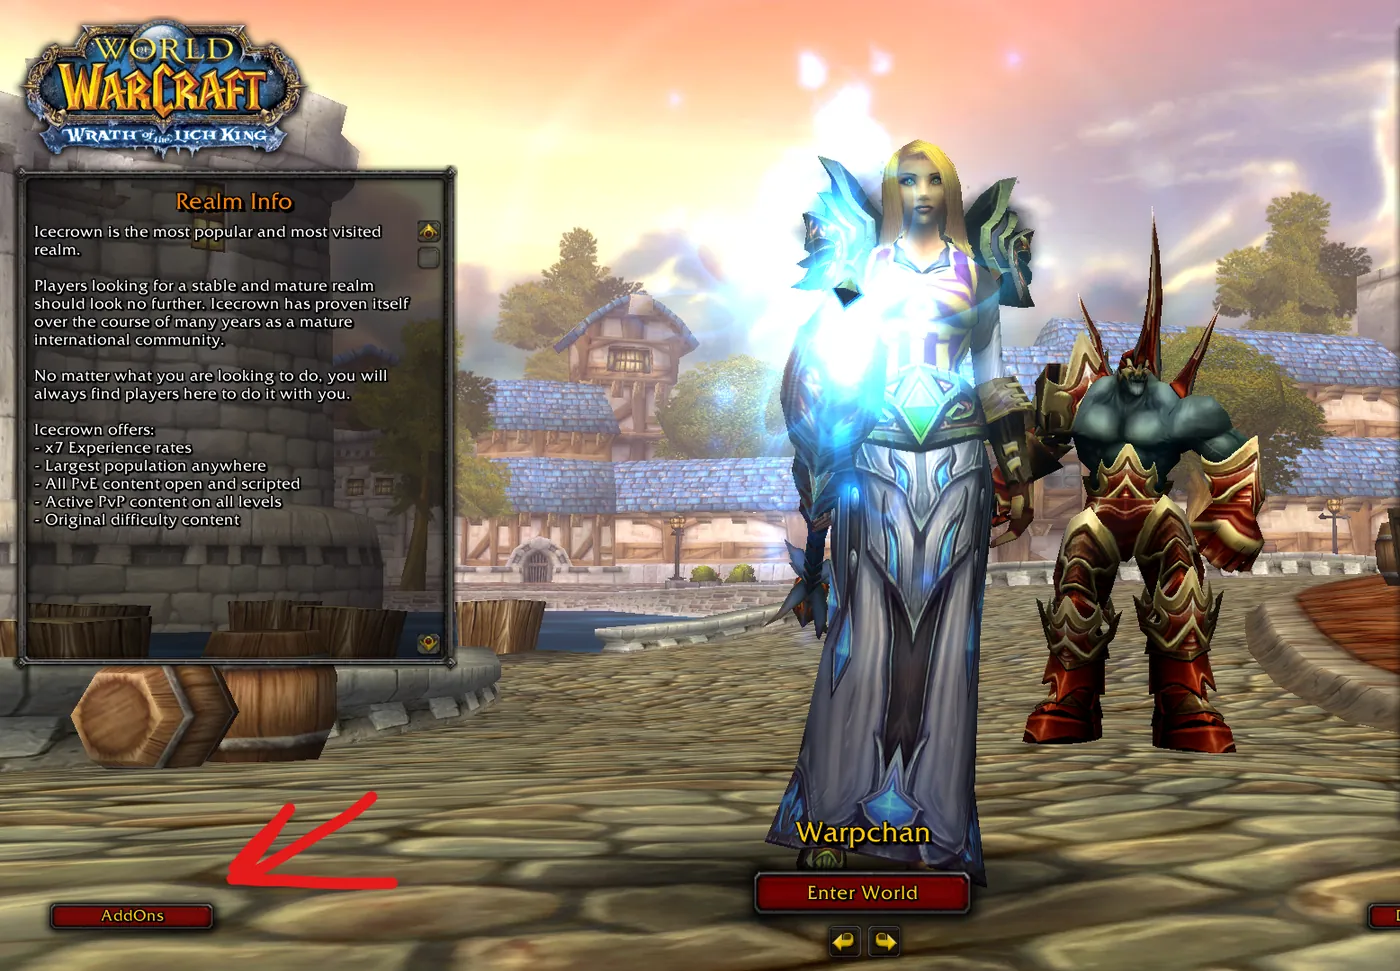 WORLD
OF
WARCRAFT
WRATH of the LICH KING
Realm Info
Icecrown is the most popular and most visited
realm.
Players looking for a stable and mature realm
should look no further. Icecrown has proven itself
over the course of many years as a mature
international community.
No matter what you are looking to do, you will
always find players here to do it with you.
Icecrown offers:
- x7 Experience rates
- Largest population anywhere
- All PvE content open and scripted
- Active PvP content on all levels
- Original difficulty content
Warpchan
Enter World
AddOns